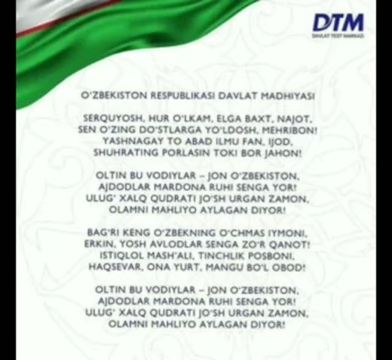 DTM
DAVLAT TEST MARKAZI
O'ZBEKISTON RESPUBLIKASI DAVLAT MADHIYASI
SERQUYOSH, HUR O'LKAM, ELGA BAXT, NAJOT,
SEN O'ZING DO'STLARGA YO'LDOSH, MEHRIBON!
YASHNAGAY TO ABAD ILMU FAN, IJOD,
SHUHRATING PORLASIN TOKI BOR JAHON!
OLTIN BU VODIYLAR – JON O'ZBEKISTON,
AJDODLAR MARDONA RUHI SENGA YOR!
ULUG' XALQ QUDRATI JO'SH URGAN ZAMON,
OLAMNI MAHLIYO AYLAGAN DIYOR!
BAG'RI KENG O'ZBEKNING O'CHMAS IYMONI,
ERKIN, YOSH AVLODLAR SENGA ZO'R QANOT!
ISTIQLOL MASH'ALI, TINCHLIK POSBONI,
HAQSEVAR, ONA YURT, MANGU BO'L OBOD!
OLTIN BU VODIYLAR – JON O'ZBEKISTON,
AJDODLAR MARDONA RUHI SENGA YOR!
ULUG' XALQ QUDRATI JO'SH URGAN ZAMON,
OLAMNI MAHLIYO AYLAGAN DIYOR!